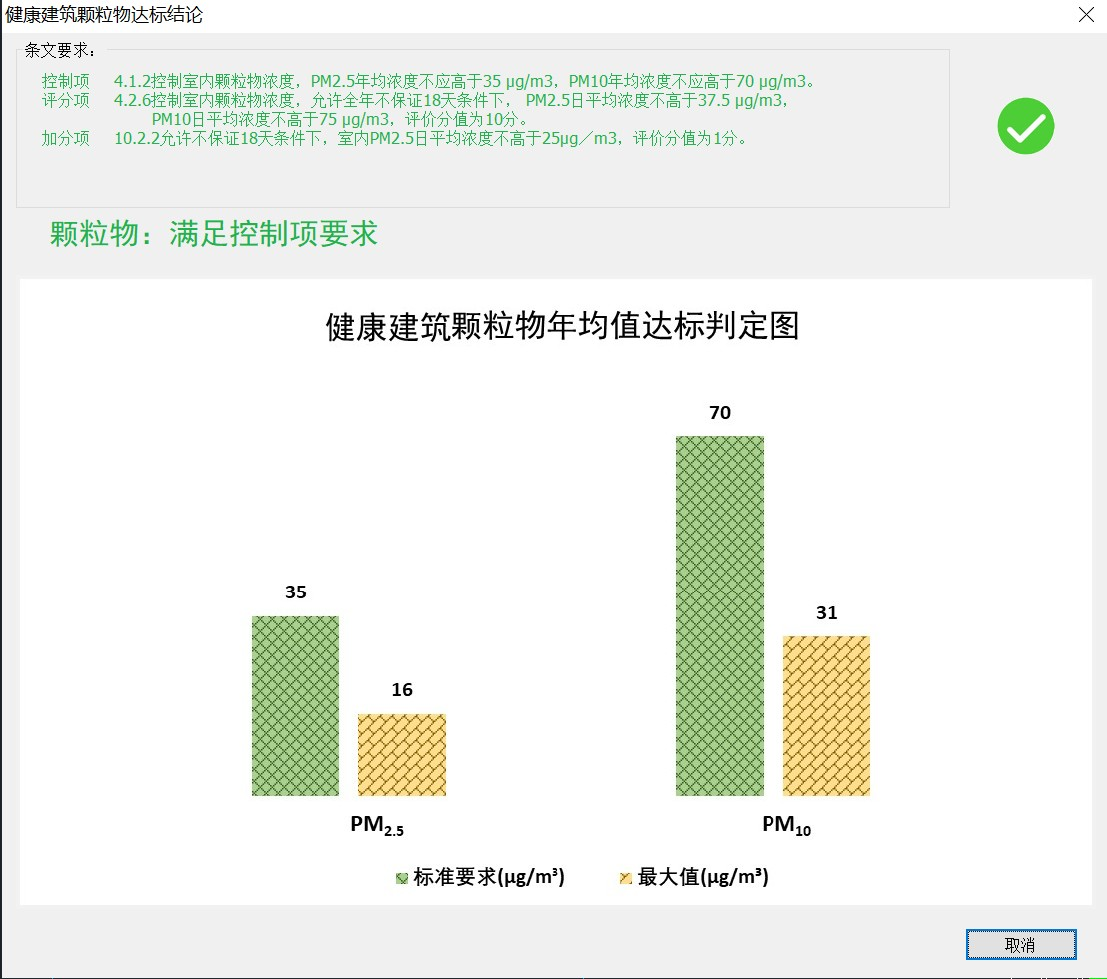 健康建筑颗粒物达标结论
条文要求：
控制项 4.1.2控制室内颗粒物浓度，PM2.5年均浓度不应高于35 μg/m3，PM10年均浓度不应高于70 μg/m3。
评分项 4.2.6控制室内颗粒物浓度，允许全年不保证18天条件下， PM2.5日平均浓度不高于37.5 μg/m3，
PM10日平均浓度不高于75 μg/m3，评价分值为10分。
加分项 10.2.2允许不保证18天条件下，室内PM2.5日平均浓度不高于25μg／m3，评价分值为1分。
颗粒物：满足控制项要求
健康建筑颗粒物年均值达标判定图
70
35
31
16
PM2.5 PM10
标准要求(μg/m³) 最大值(μg/m³)
取消